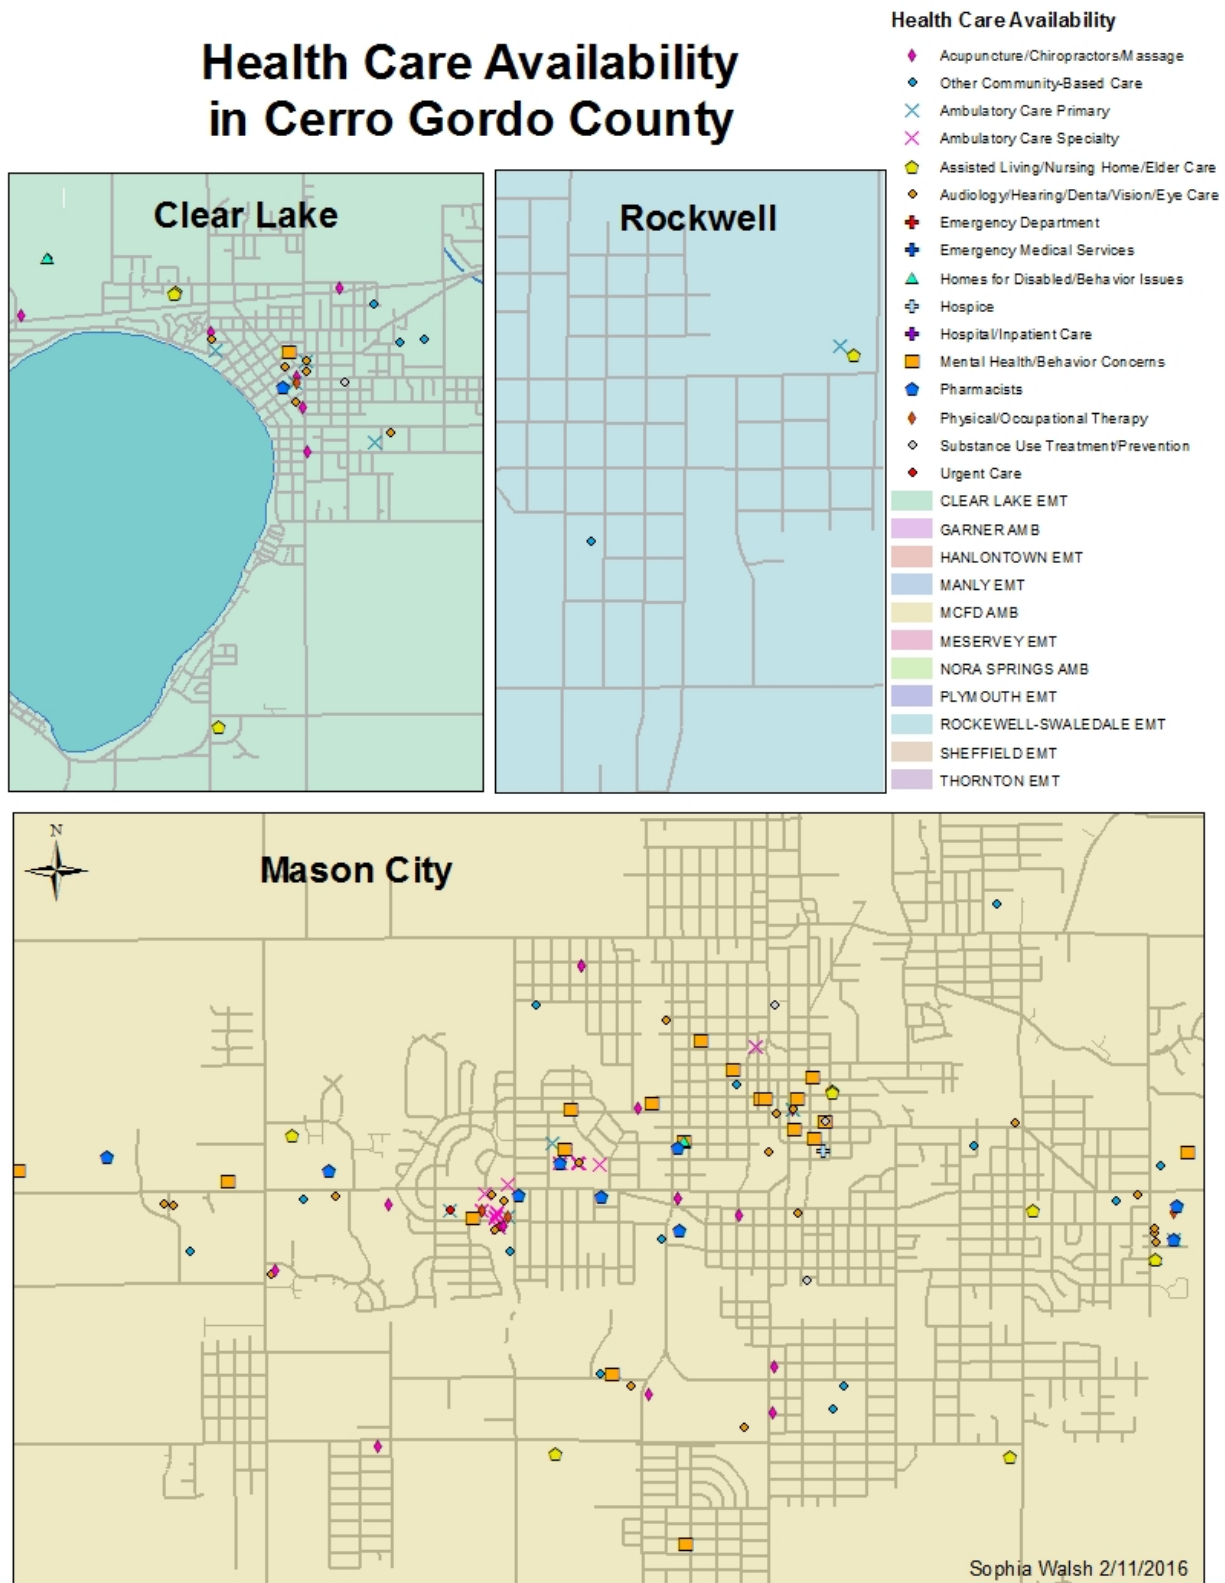 Health Care Availability
in Cerro Gordo County
Health Care Availability
Acupuncture/Chiropractors/Massage
Other Community-Based Care
Ambulatory Care Primary
Ambulatory Care Specialty
Assisted Living/Nursing Home/Elder Care
Audiology/Hearing/Denta/Vision/Eye Care
Emergency Department
Emergency Medical Services
Homes for Disabled/Behavior Issues
Hospice
Hospital/Inpatient Care
Mental Health/Behavior Concerns
Pharmacists
Physical/Occupational Therapy
Substance Use Treatment/Prevention
Urgent Care
CLEAR LAKE EMT
GARNER AMB
HANLONTOWN EMT
MANLY EMT
MCFD AMB
MESERVEY EMT
NORA SPRINGS AMB
PLYMOUTH EMT
ROCKEWELL-SWALEDALE EMT
SHEFFIELD EMT
THORNTON EMT
Clear Lake
Rockwell
N
Mason City
Sophia Walsh 2/11/2016